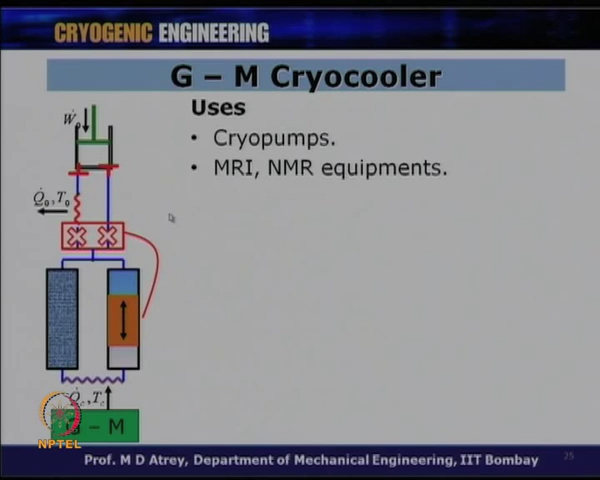 CRYOGENIC ENGINEERING
G – M Cryocooler
Uses
• Cryopumps.
• MRI, NMR equipments.
Q̇₀,T₀
Q̇c,Tc
– M
NPTEL
Prof. M D Atrey, Department of Mechanical Engineering, IIT Bombay
25